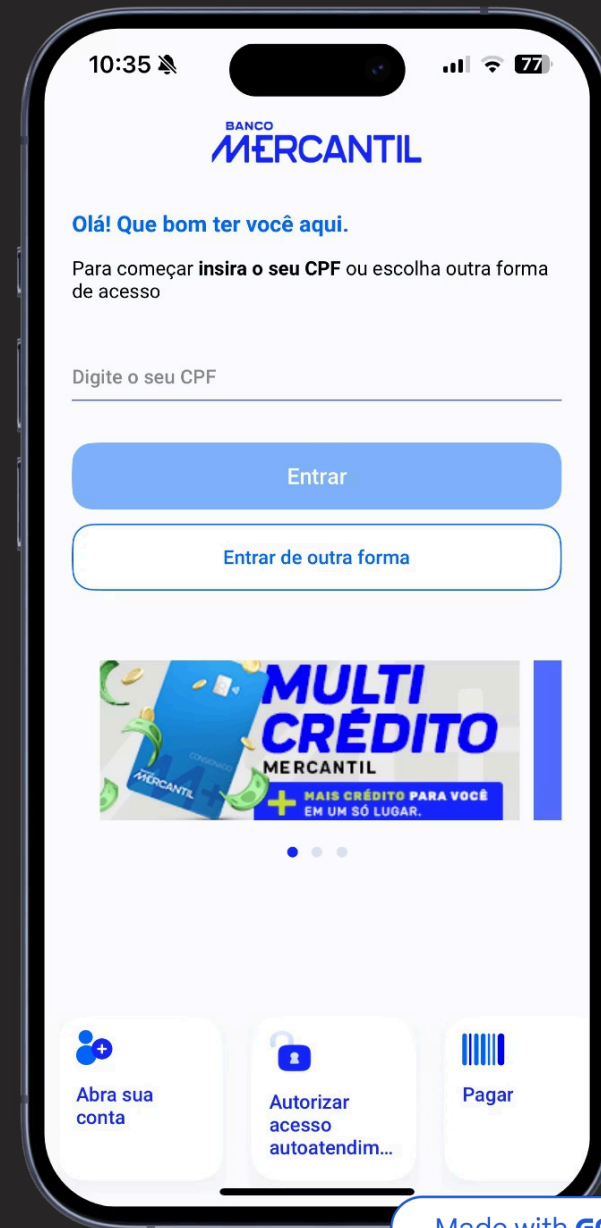 10:35
77
BANCO
MERCANTIL
Olá! Que bom ter você aqui.
Para começar insira o seu CPF ou escolha outra forma
de acesso
Digite o seu CPF
Entrar
Entrar de outra forma
MULTI
CRÉDITO
MERCANTIL
CONSIGNADO
BANCO
MERCANTIL
+ MAIS CRÉDITO PARA VOCÊ
EM UM SÓ LUGAR.
Abra sua
conta
Autorizar
acesso
autoatendim...
Pagar
Made with